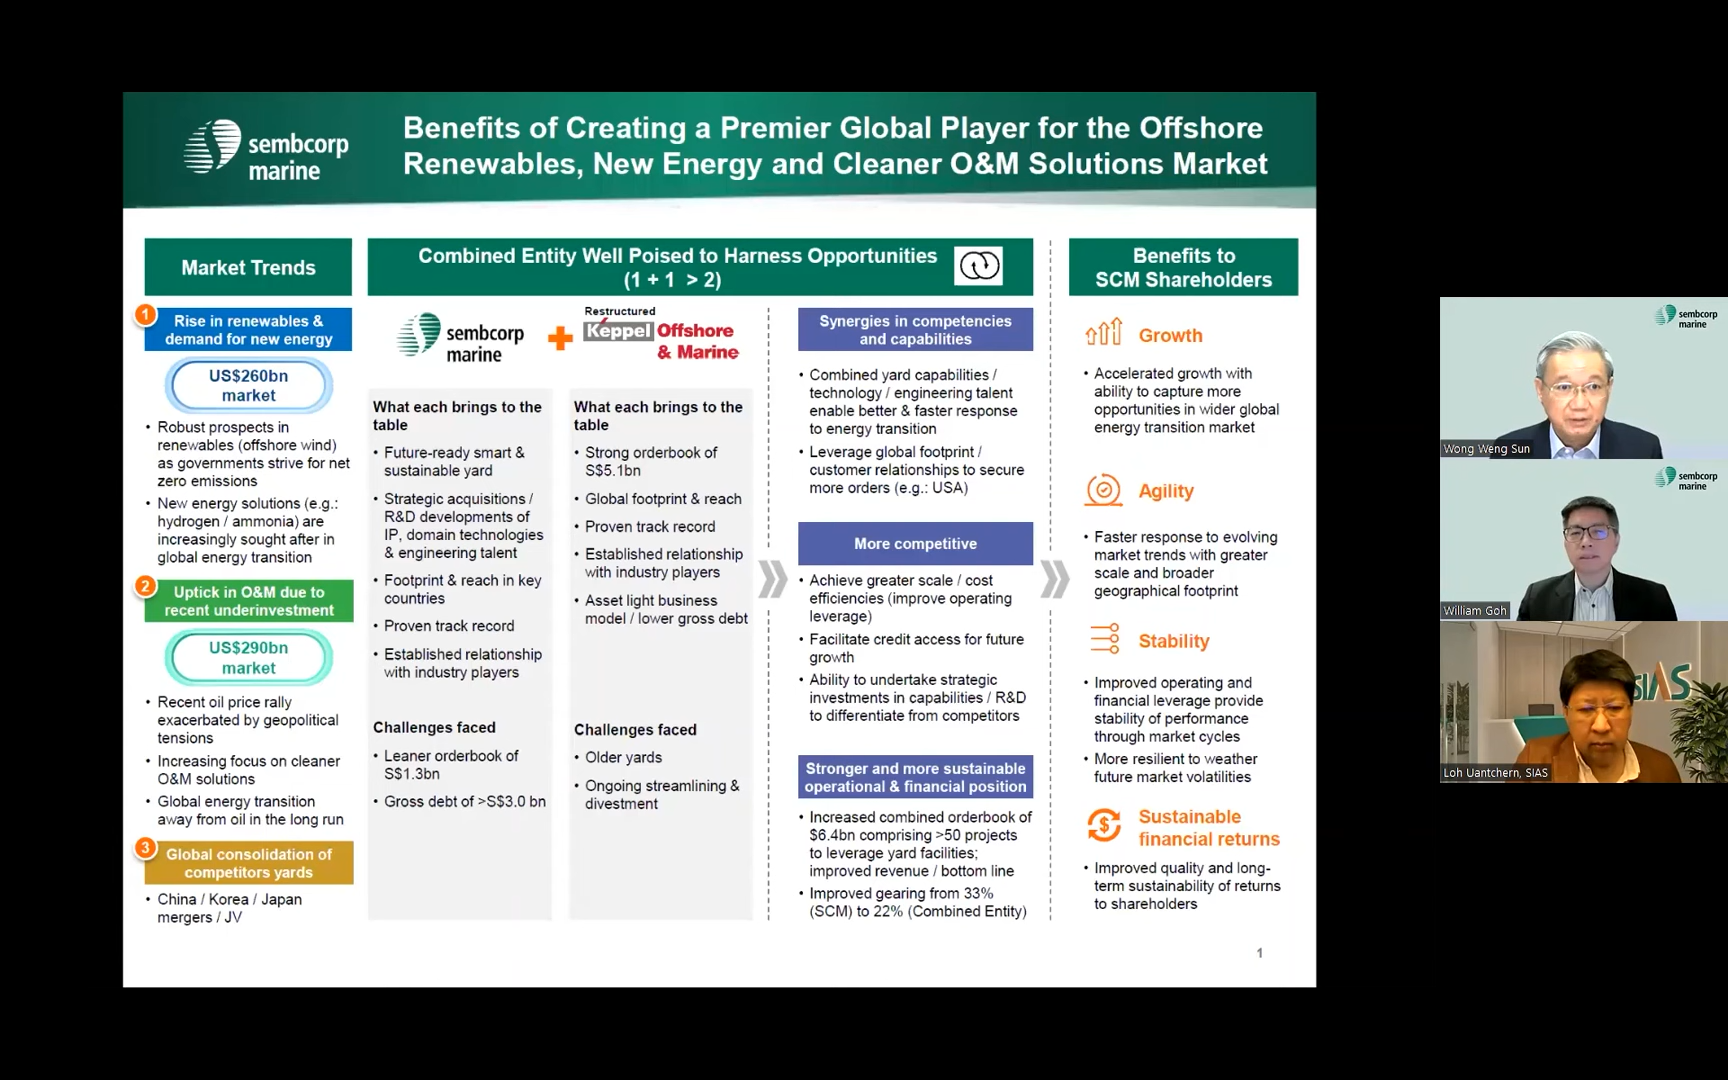 sembcorp
marine
Benefits of Creating a Premier Global Player for the Offshore
Renewables, New Energy and Cleaner O&M Solutions Market
Market Trends
1
Rise in renewables &
demand for new energy
US$260bn
market
• Robust prospects in
renewables (offshore wind)
as governments strive for net
zero emissions
• New energy solutions (e.g.:
hydrogen / ammonia) are
increasingly sought after in
global energy transition
2
Uptick in O&M due to
recent underinvestment
US$290bn
market
• Recent oil price rally
exacerbated by geopolitical
tensions
• Increasing focus on cleaner
O&M solutions
• Global energy transition
away from oil in the long run
3
Global consolidation of
competitors yards
• China / Korea / Japan
mergers / JV
Combined Entity Well Poised to Harness Opportunities
(1 + 1 > 2)
sembcorp
marine
Restructured
Keppel Offshore
& Marine
What each brings to the
table
• Future-ready smart &
sustainable yard
• Strategic acquisitions /
R&D developments of
IP, domain technologies
& engineering talent
• Footprint & reach in key
countries
• Proven track record
• Established relationship
with industry players
Challenges faced
• Leaner orderbook of
S$1.3bn
• Gross debt of >S$3.0 bn
What each brings to the
table
• Strong orderbook of
S$5.1bn
• Global footprint & reach
• Proven track record
• Established relationship
with industry players
• Asset light business
model / lower gross debt
Challenges faced
• Older yards
• Ongoing streamlining &
divestment
Synergies in competencies
and capabilities
• Combined yard capabilities /
technology / engineering talent
enable better & faster response
to energy transition
• Leverage global footprint /
customer relationships to secure
more orders (e.g.: USA)
More competitive
• Achieve greater scale / cost
efficiencies (improve operating
leverage)
• Facilitate credit access for future
growth
• Ability to undertake strategic
investments in capabilities / R&D
to differentiate from competitors
Stronger and more sustainable
operational & financial position
• Increased combined orderbook of
$6.4bn comprising >50 projects
to leverage yard facilities;
improved revenue / bottom line
• Improved gearing from 33%
(SCM) to 22% (Combined Entity)
Benefits to
SCM Shareholders
Growth
• Accelerated growth with
ability to capture more
opportunities in wider global
energy transition market
Agility
• Faster response to evolving
market trends with greater
scale and broader
geographical footprint
Stability
• Improved operating and
financial leverage provide
stability of performance
through market cycles
• More resilient to weather
future market volatilities
$
Sustainable
financial returns
• Improved quality and long-
term sustainability of returns
to shareholders
1
sembcorp
marine
Wong Weng Sun
sembcorp
marine
William Goh
SIAS
Loh Uantchern, SIAS